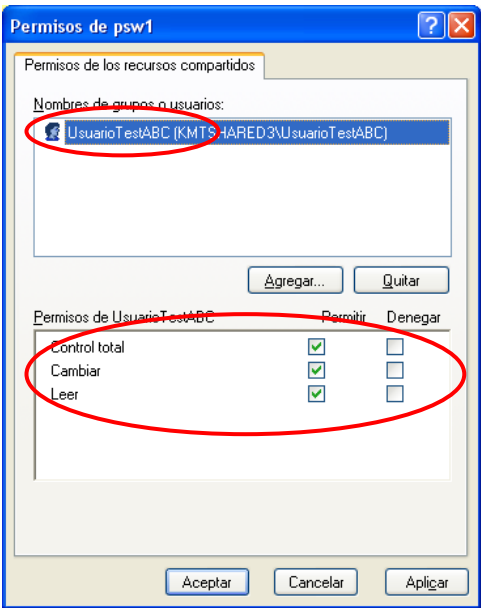 Permisos de psw1
Permisos de los recursos compartidos
Nombres de grupos o usuarios:
UsuarioTestABC (KMTSHARED3\UsuarioTestABC)
Agregar... Quitar
Permisos de UsuarioTestABC Permitir Denegar
Control total
Cambiar
Leer
Aceptar Cancelar Aplicar